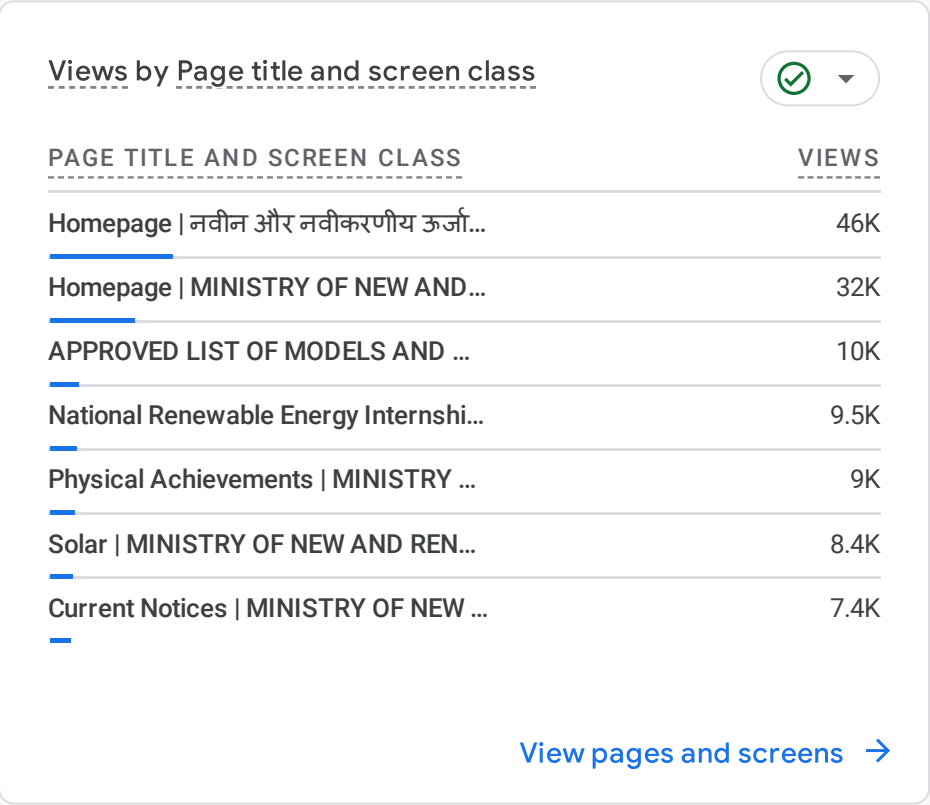 Views by Page title and screen class
PAGE TITLE AND SCREEN CLASS VIEWS
Homepage | नवीन और नवीकरणीय ऊर्जा... 46K
Homepage | MINISTRY OF NEW AND... 32K
APPROVED LIST OF MODELS AND ... 10K
National Renewable Energy Internshi... 9.5K
Physical Achievements | MINISTRY ... 9K
Solar | MINISTRY OF NEW AND REN... 8.4K
Current Notices | MINISTRY OF NEW ... 7.4K
View pages and screens